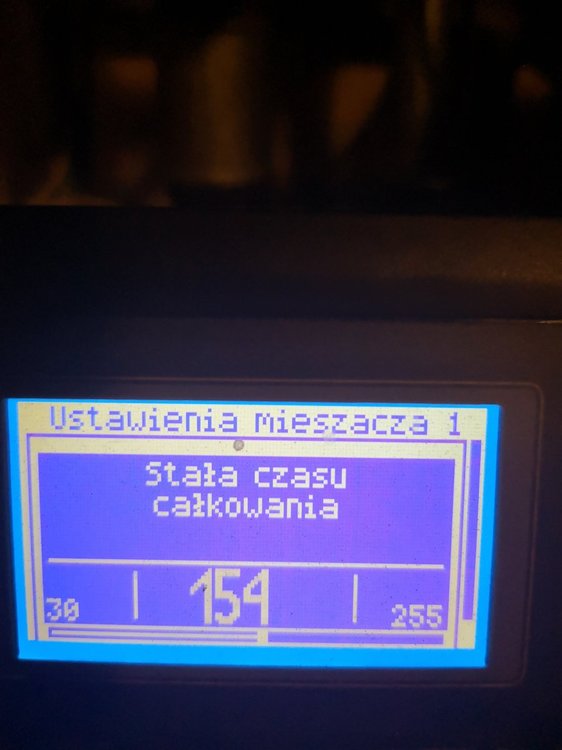 Ustawienia mieszacza 1
Stała czasu
całkowania
30 154 255